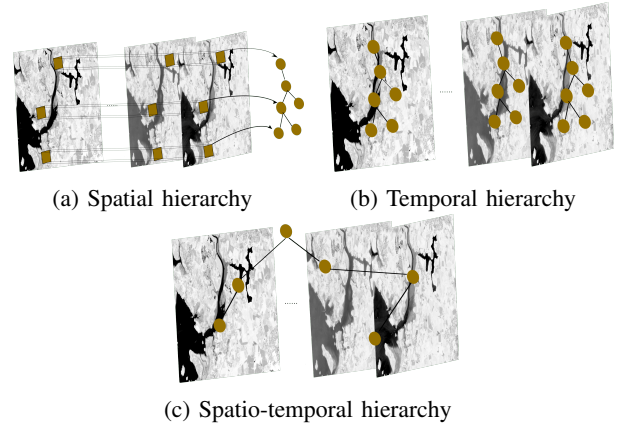 (a) Spatial hierarchy
(b) Temporal hierarchy
(c) Spatio-temporal hierarchy